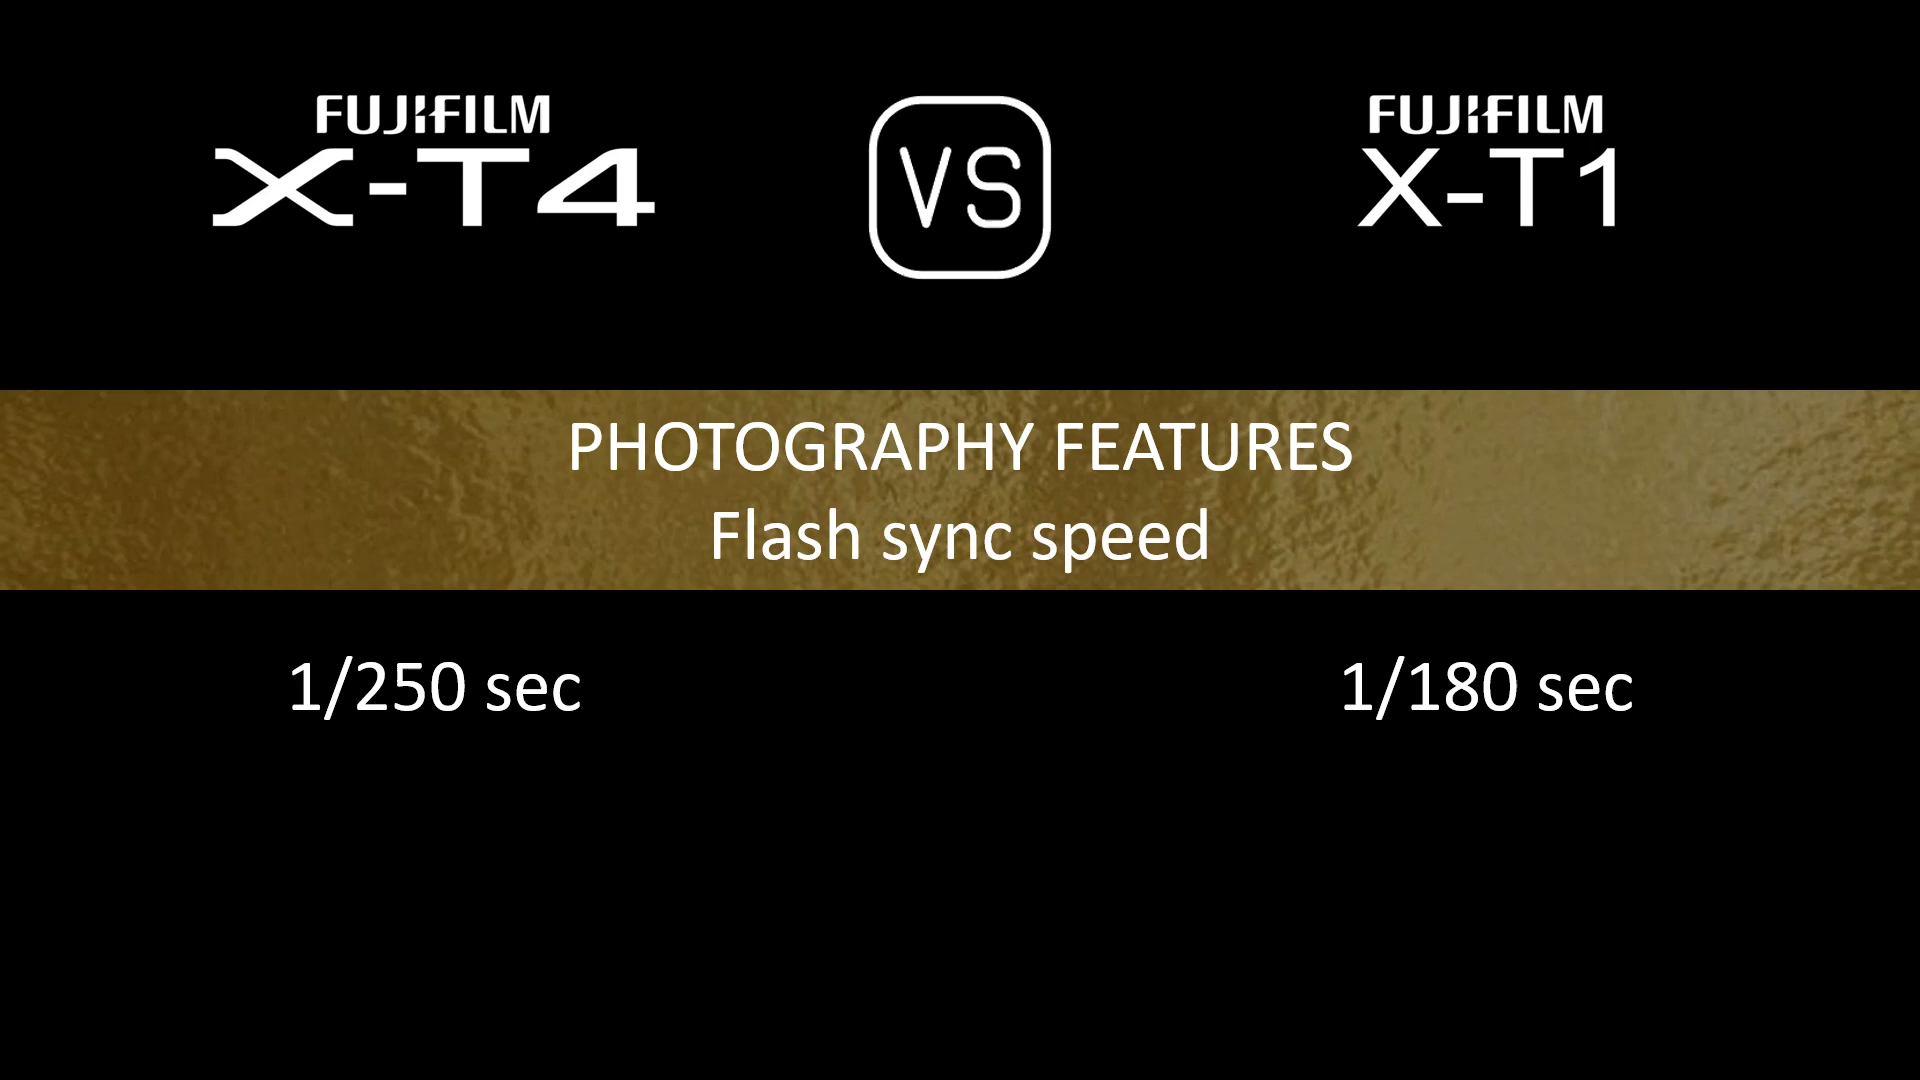 FUJIFILM
X-T4
VS
FUJIFILM
X-T1
PHOTOGRAPHY FEATURES
Flash sync speed
1/250 sec
1/180 sec